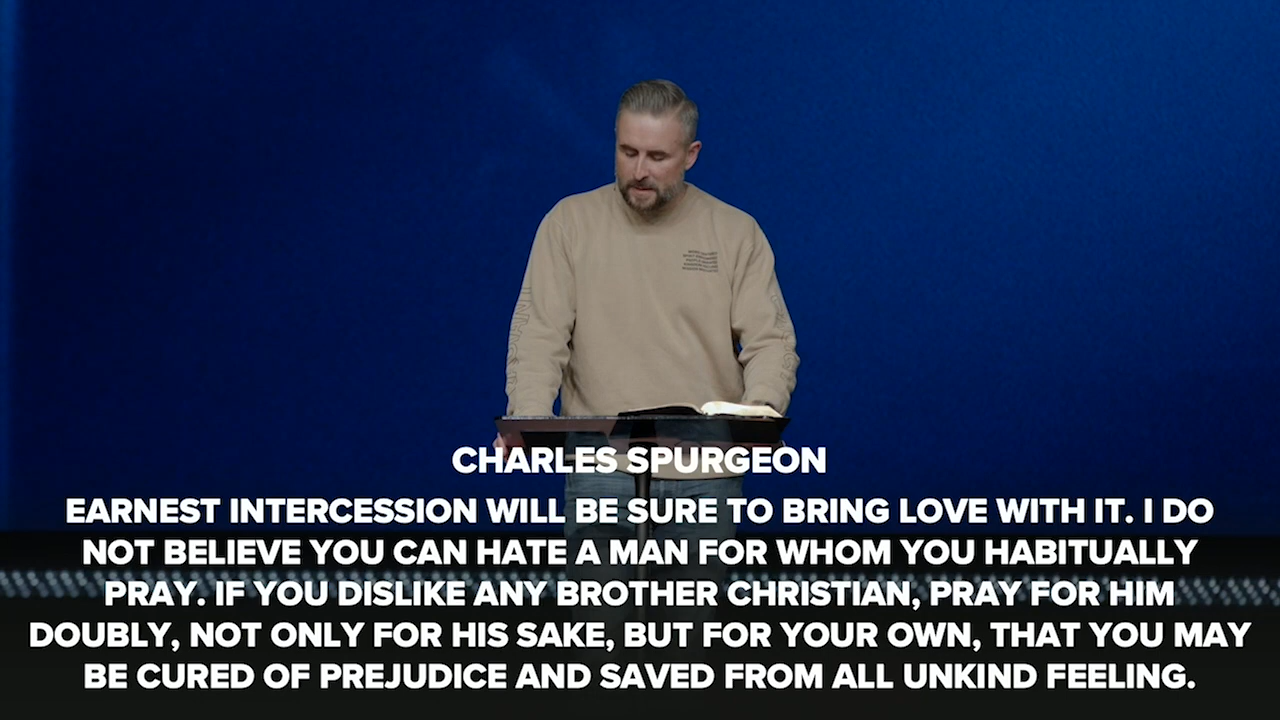 CHARLES SPURGEON
EARNEST INTERCESSION WILL BE SURE TO BRING LOVE WITH IT. I DO
NOT BELIEVE YOU CAN HATE A MAN FOR WHOM YOU HABITUALLY
PRAY. IF YOU DISLIKE ANY BROTHER CHRISTIAN, PRAY FOR HIM
DOUBLY, NOT ONLY FOR HIS SAKE, BUT FOR YOUR OWN, THAT YOU MAY
BE CURED OF PREJUDICE AND SAVED FROM ALL UNKIND FEELING.